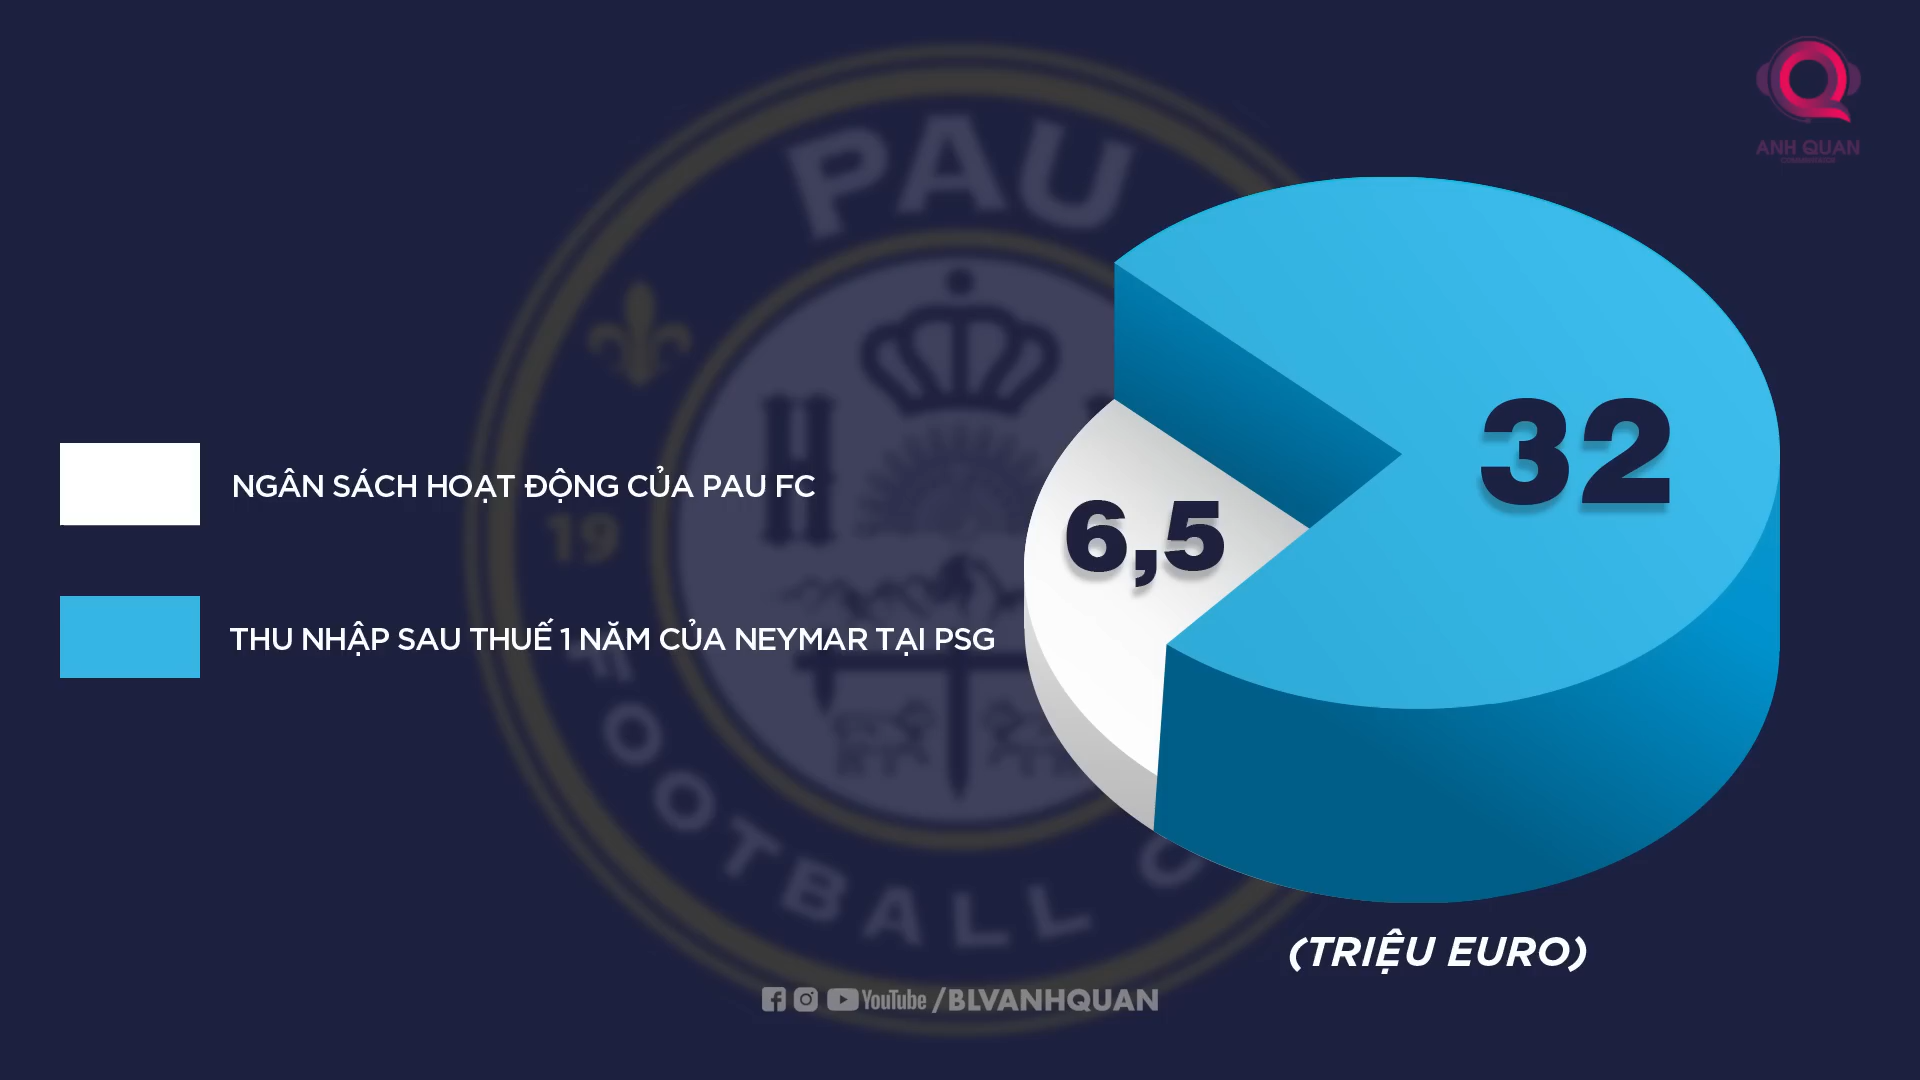 PAU
ANH QUAN
32
6,5
NGÂN SÁCH HOẠT ĐỘNG CỦA PAU FC
19
THU NHẬP SAU THUẾ 1 NĂM CỦA NEYMAR TẠI PSG
FOOTBALL C
(TRIỆU EURO)
YouTube /BLVANHQUAN